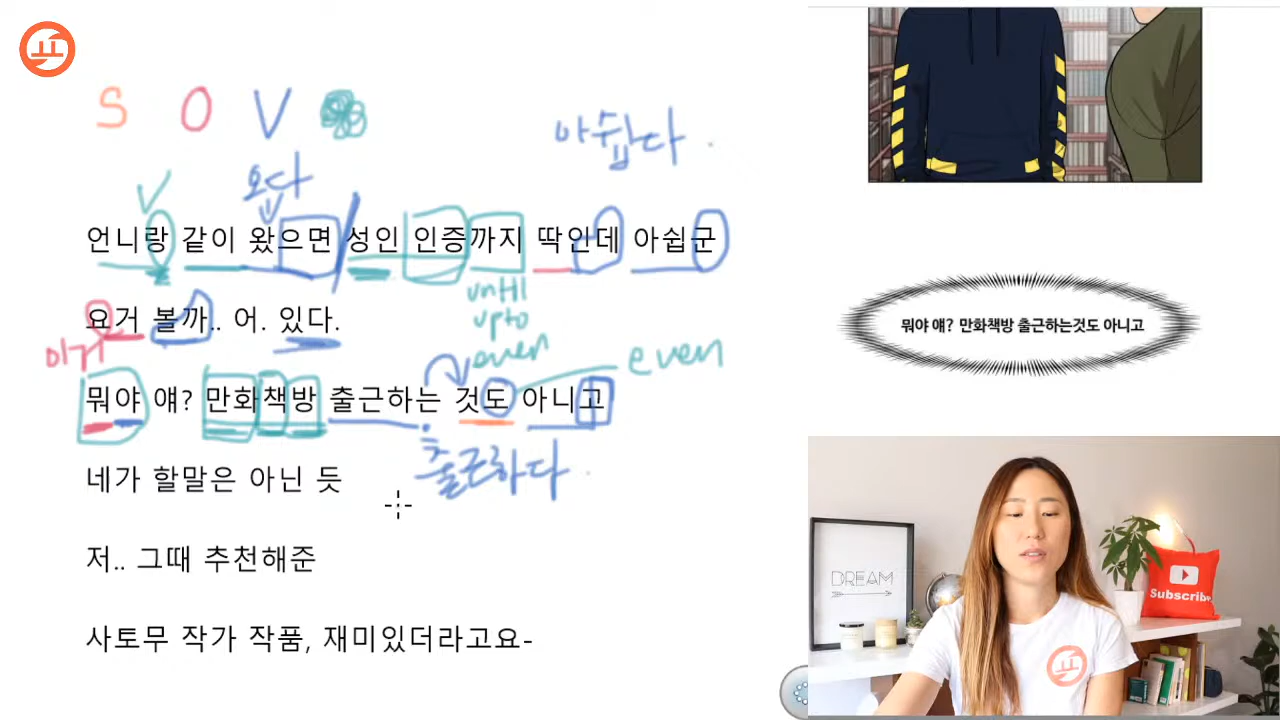 S O V
아쉽다.
V 옵다
언니랑 같이 왔으면 성인 인증까지 딱인데 아쉽군
until
upto
even
요거 볼까.. 어. 있다.
이거
even
뭐야 얘? 만화책방 출근하는 것도 아니고
출근하다.
네가 할말은 아닌 듯
저.. 그때 추천해준
사토무 작가 작품, 재미있더라고요-
뭐야 얘? 만화책방 출근하는것도 아니고
DREAM
Subscribe